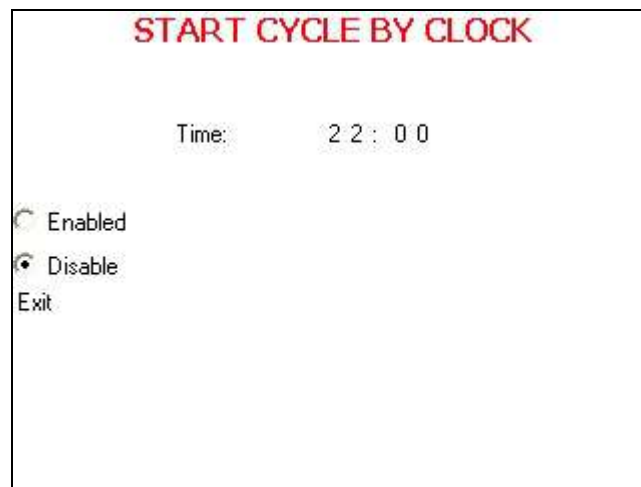 START CYCLE BY CLOCK
Time: 22:00
Enabled
Disable
Exit